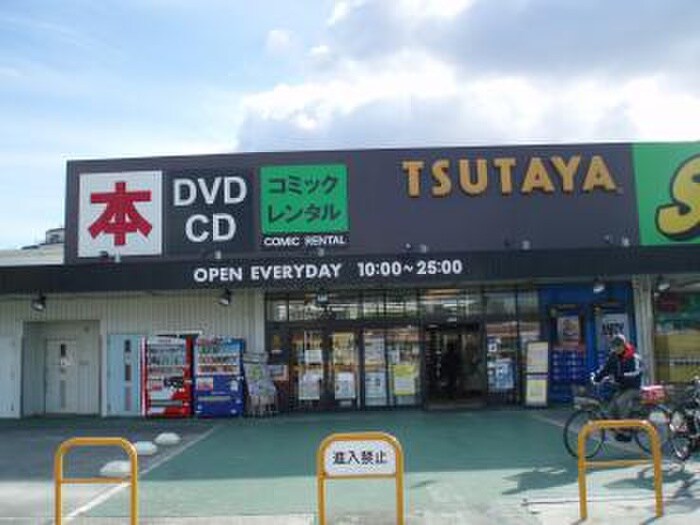 本
DVD
CD
コミック
レンタル
COMIC RENTAL
TSUTAYA
S
OPEN EVERYDAY 10:00~25:00
進入禁止